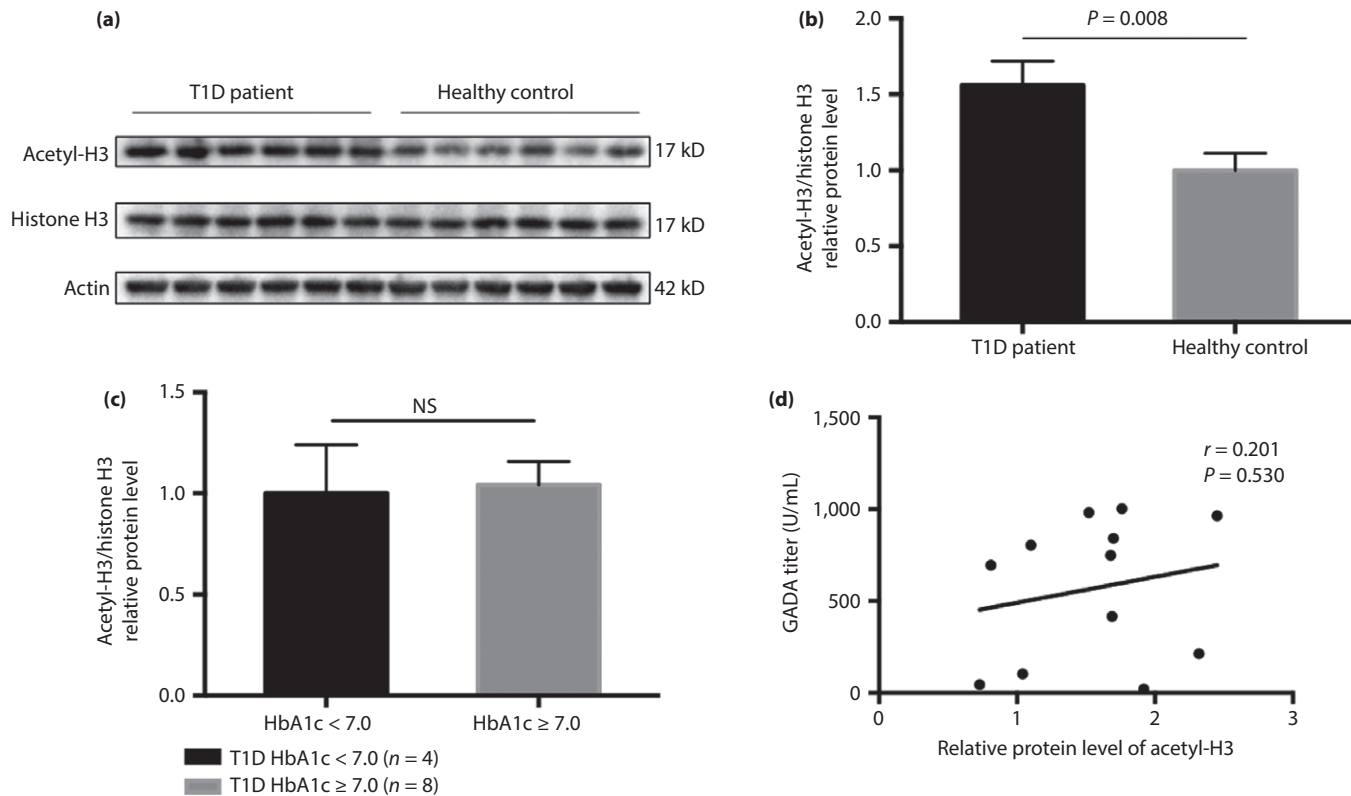 (a)
T1D patient
Healthy control
Acetyl-H3
17 kD
Histone H3
17 kD
Actin
42 kD
(b)
P = 0.008
2.0
1.5
1.0
0.5
0.0
Acetyl-H3/histone H3
relative protein level
T1D patient
Healthy control
(c)
NS
1.5
1.0
0.5
0.0
Acetyl-H3/histone H3
relative protein level
HbA1c < 7.0
HbA1c ≥ 7.0
T1D HbA1c < 7.0 (n = 4)
T1D HbA1c ≥ 7.0 (n = 8)
(d)
1,500
1,000
500
0
GADA titer (U/mL)
r = 0.201
P = 0.530
0
1
2
3
Relative protein level of acetyl-H3